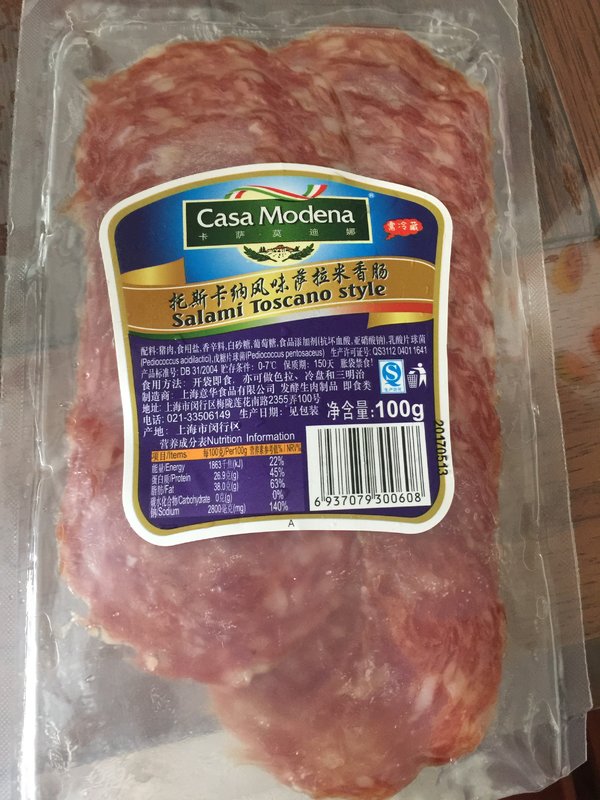 Casa Modena®
卡萨·莫迪娜
需冷藏
托斯卡纳风味萨拉米香肠
Salami Toscano style
配料:猪肉,食用盐,香辛料,白砂糖,葡萄糖,食品添加剂(抗坏血酸,亚硝酸钠),乳酸片球菌
(Pediococcus acidilactici),戊糖片球菌(Pediococcus pentosaceus) 生产许可证号: QS3112 0401 1641
产品标准号: DB 31/2004 贮存条件: 0-7℃ 保质期: 150天 胀袋禁食!
食用方法: 开袋即食, 亦可做色拉、冷盘和三明治
制造商: 上海意华食品有限公司 发酵生肉制品 即食类
地址: 上海市闵行区梅陇莲花南路2355弄100号
电话: 021-33506149 生产日期: 见包装
产地: 上海市闵行区
净含量: 100g
QS
营养成分表Nutrition Information
项目/Items 每100克/Per100g 营养素参考值% / NRV%
能量/Energy 1863千焦(kJ) 22%
蛋白质/Protein 26.9克(g) 45%
脂肪/Fat 38.0克(g) 63%
碳水化合物/Carbohydrate 0克(g) 0%
钠/Sodium 2800毫克(mg) 140%
6 937079 300608
20170513
A